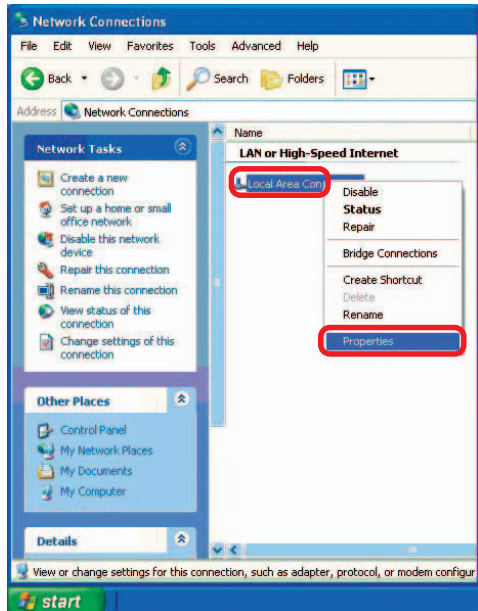 Network Connections
File Edit View Favorites Tools Advanced Help
Back Search Folders
Address Network Connections
Name
Network Tasks
Create a new
connection
Set up a home or small
office network
Disable this network
device
Repair this connection
Rename this connection
View status of this
connection
Change settings of this
connection
Other Places
Control Panel
My Network Places
My Documents
My Computer
Details
LAN or High-Speed Internet
Local Area Con
Disable
Status
Repair
Bridge Connections
Create Shortcut
Delete
Rename
Properties
View or change settings for this connection, such as adapter, protocol, or modem configur
start